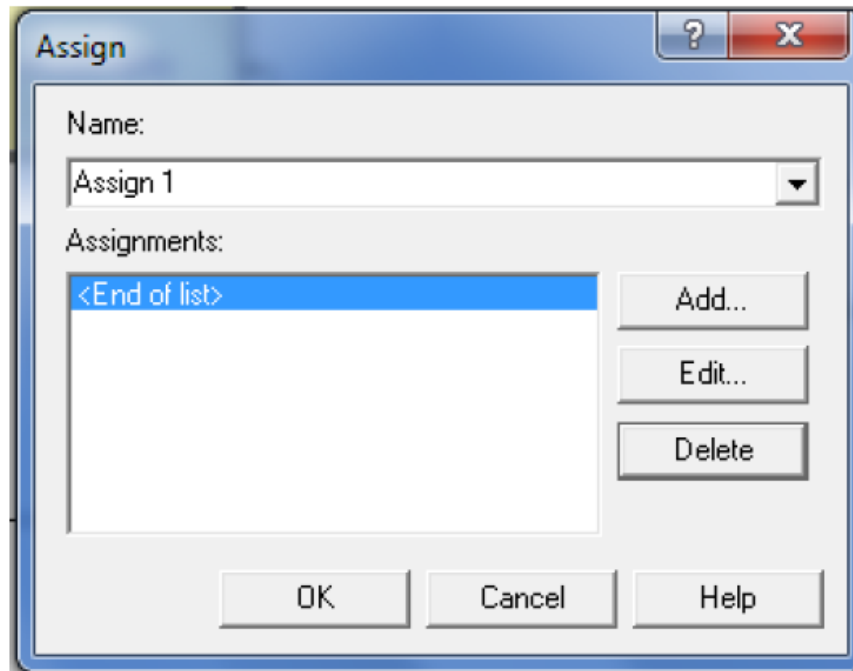 Assign
Name:
Assign 1
Assignments:
<End of list>
Add...
Edit...
Delete
OK Cancel Help